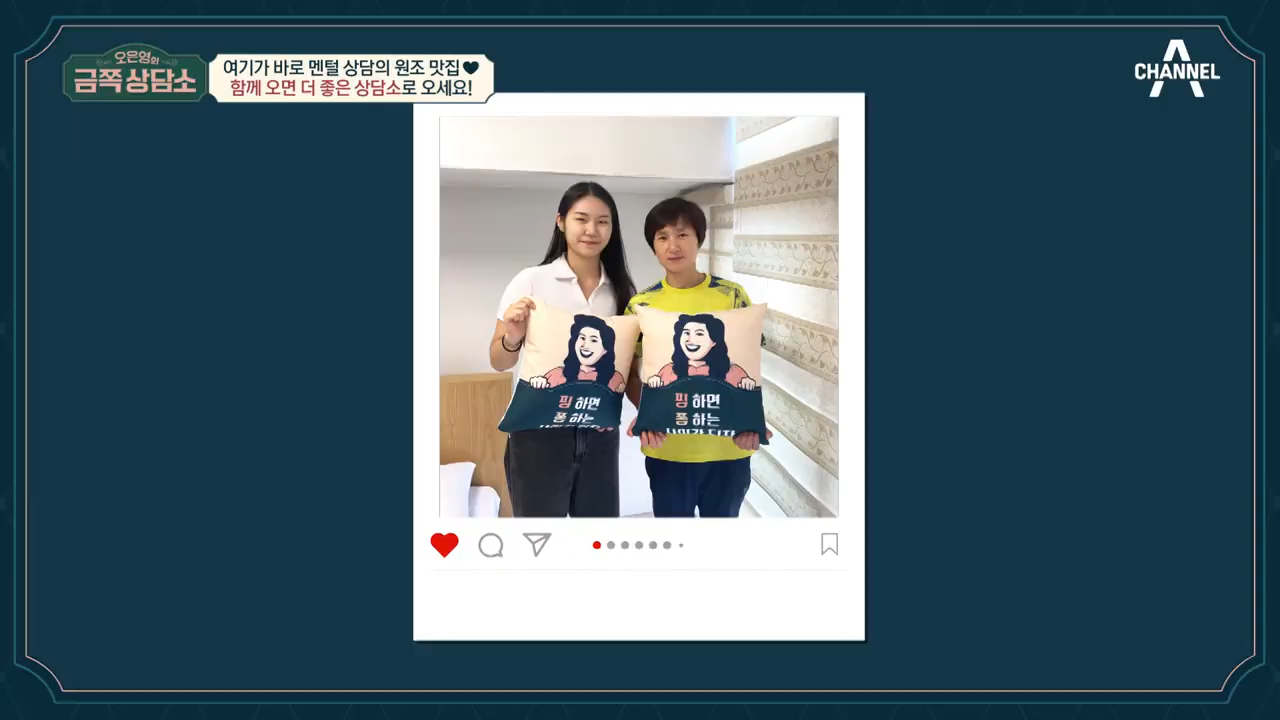 오은영의
금쪽 상담소
여기가 바로 멘털 상담의 원조 맛집♥
함께 오면 더 좋은 상담소로 오세요!
CHANNEL A
핑 하면
퐁 하는
핑 하면
퐁 하는